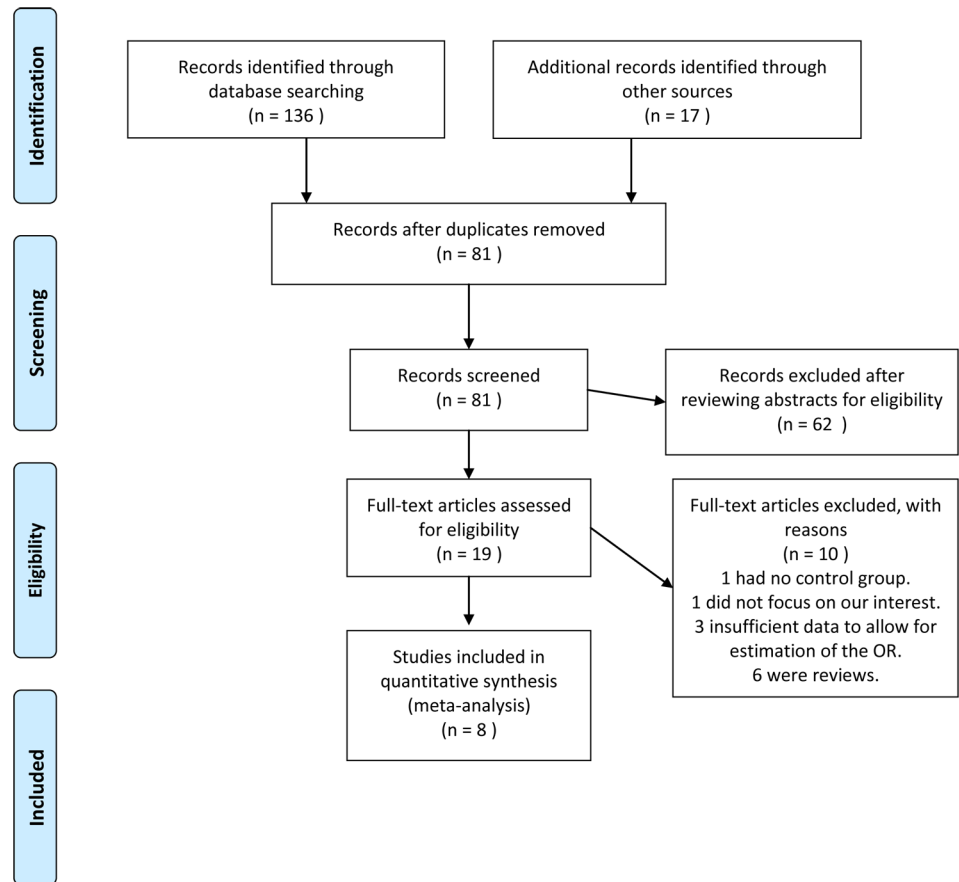 Identification
Records identified through
database searching
(n = 136 )
Additional records identified through
other sources
(n = 17 )
Records after duplicates removed
(n = 81 )
Screening
Records screened
(n = 81 )
Records excluded after
reviewing abstracts for eligibility
(n = 62 )
Eligibility
Full-text articles assessed
for eligibility
(n = 19 )
Full-text articles excluded, with
reasons
(n = 10 )
1 had no control group.
1 did not focus on our interest.
3 insufficient data to allow for
estimation of the OR.
6 were reviews.
Studies included in
quantitative synthesis
(meta-analysis)
(n = 8 )
Included